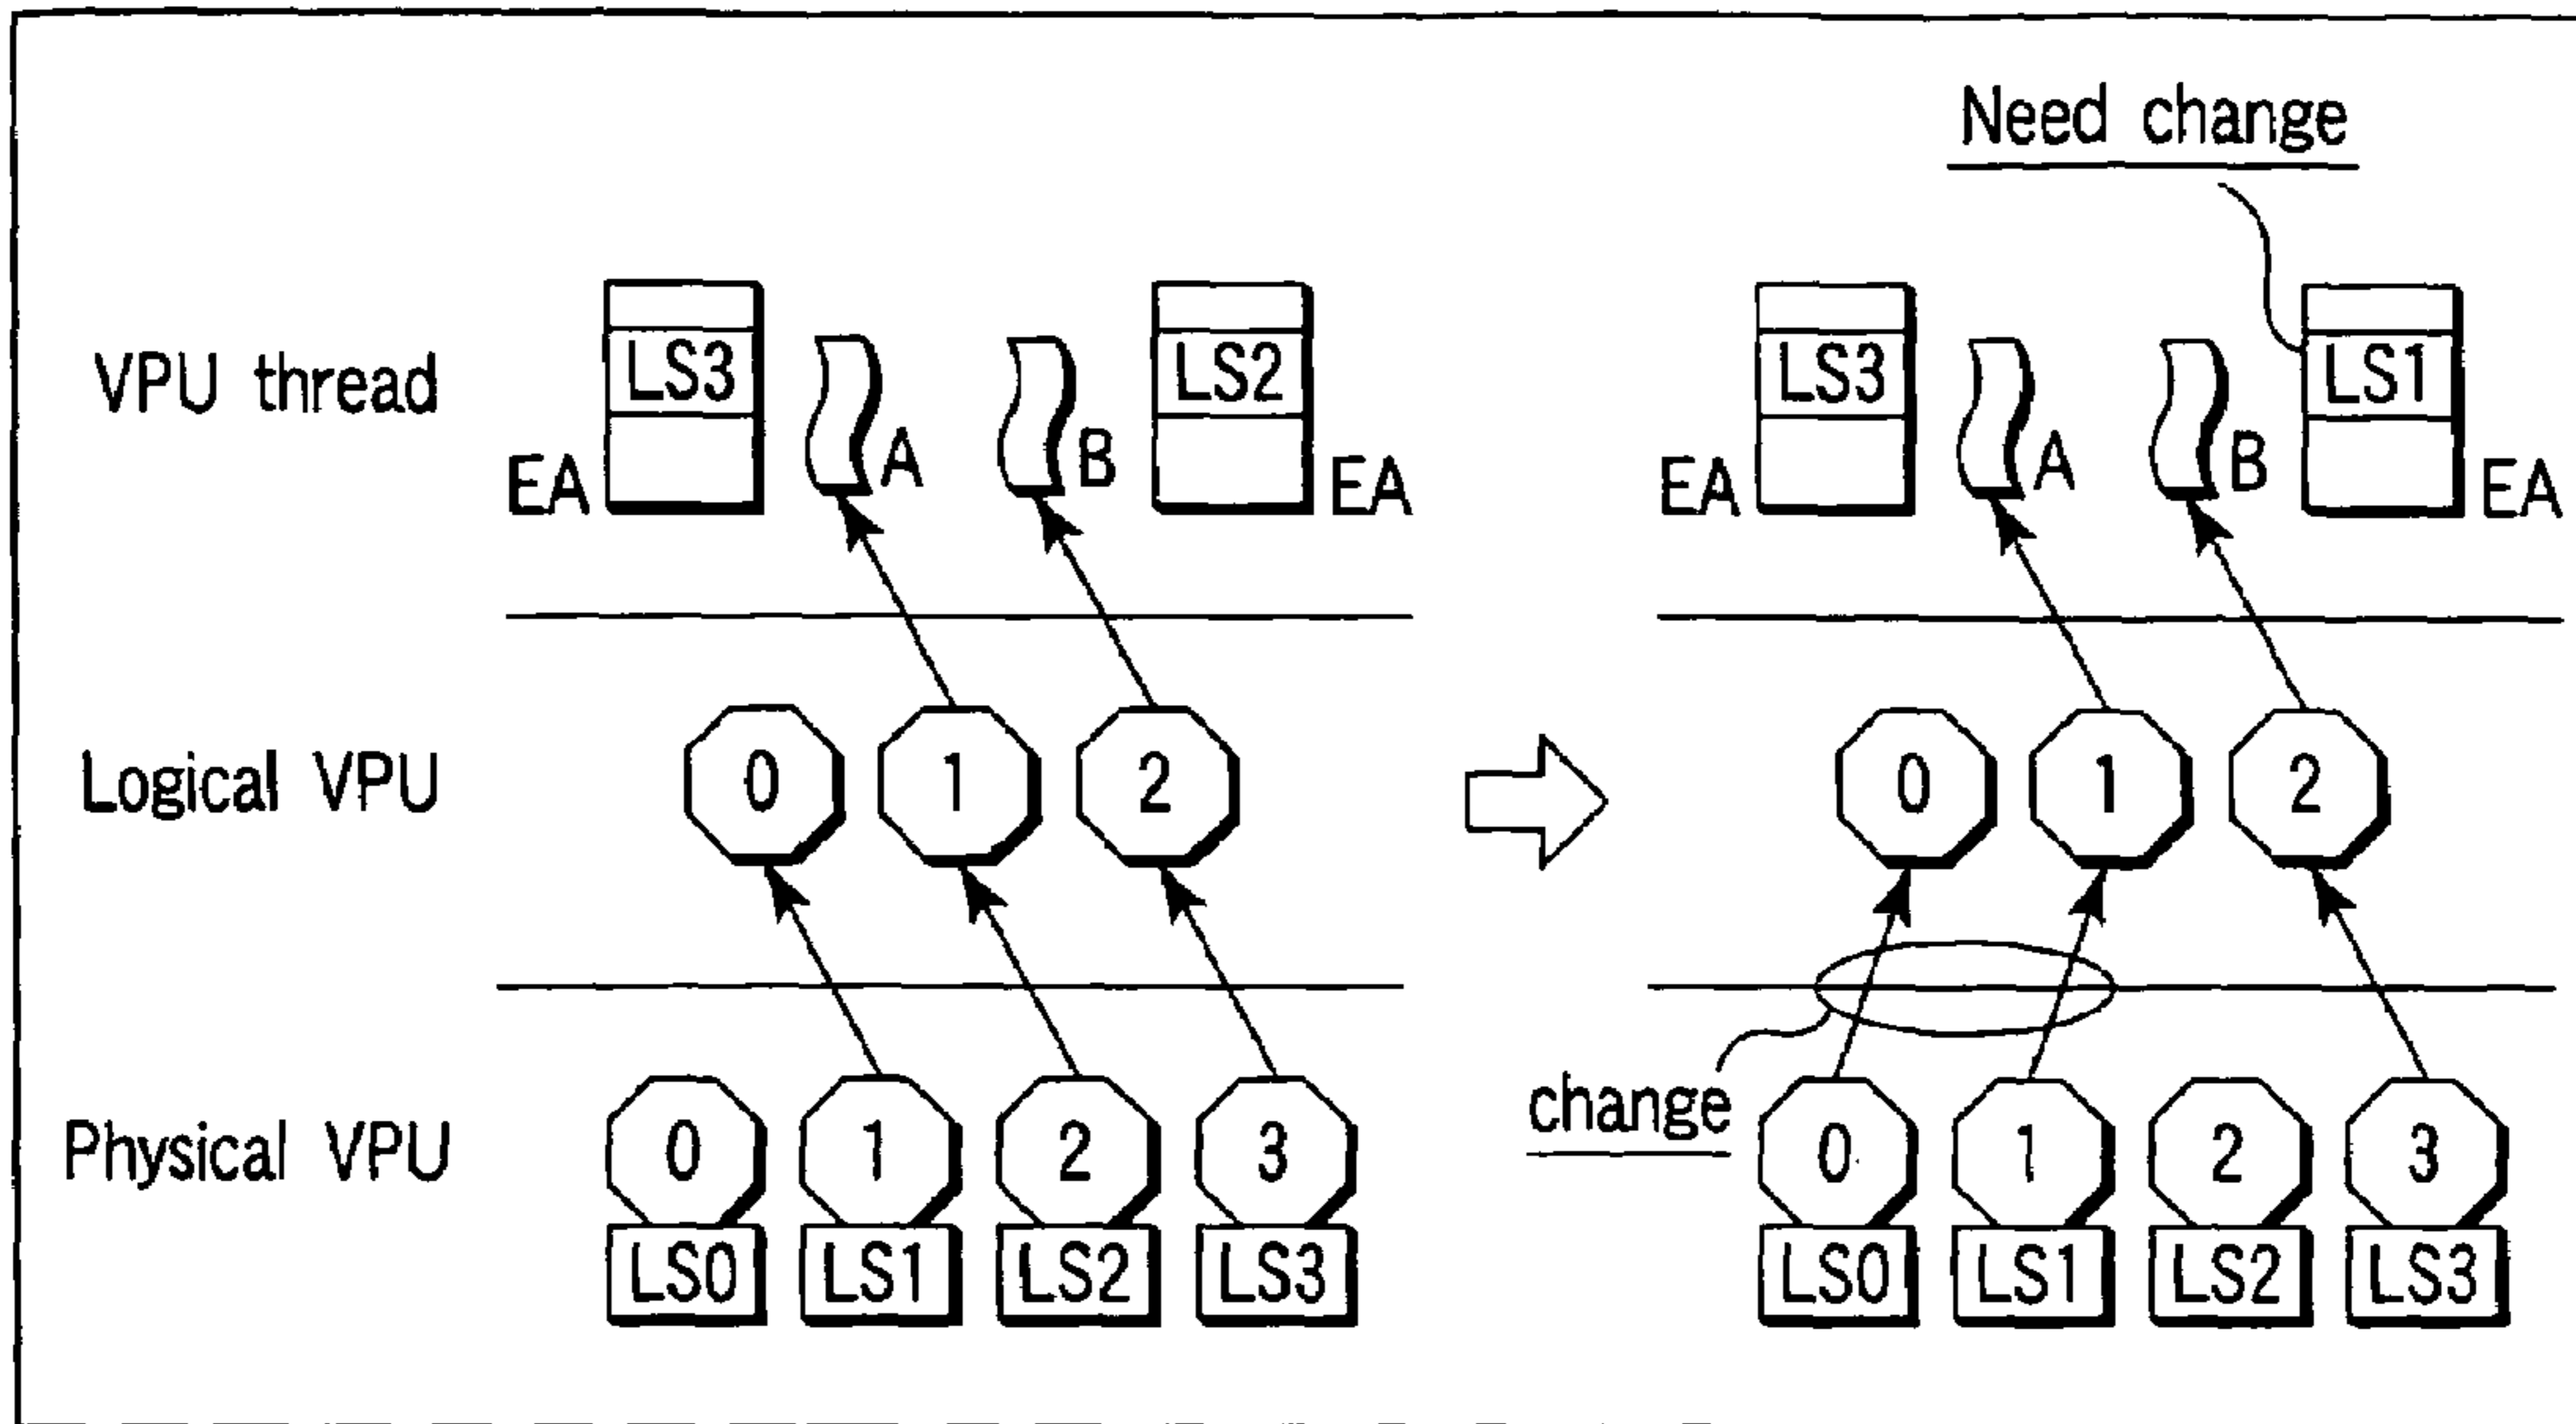 Need change
VPU thread LS3 A B LS2 LS3 A B LS1
EA EA EA EA
Logical VPU 0 1 2 0 1 2
change
Physical VPU 0 1 2 3 0 1 2 3
LS0 LS1 LS2 LS3 LS0 LS1 LS2 LS3